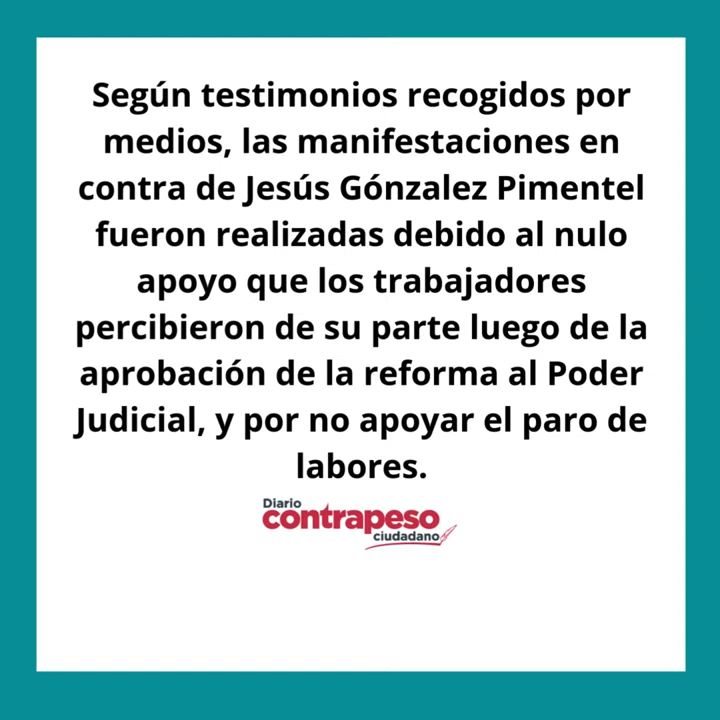 Según testimonios recogidos por
medios, las manifestaciones en
contra de Jesús Gónzalez Pimentel
fueron realizadas debido al nulo
apoyo que los trabajadores
percibieron de su parte luego de la
aprobación de la reforma al Poder
Judicial, y por no apoyar el paro de
labores.
Diario
contrapeso
ciudadano